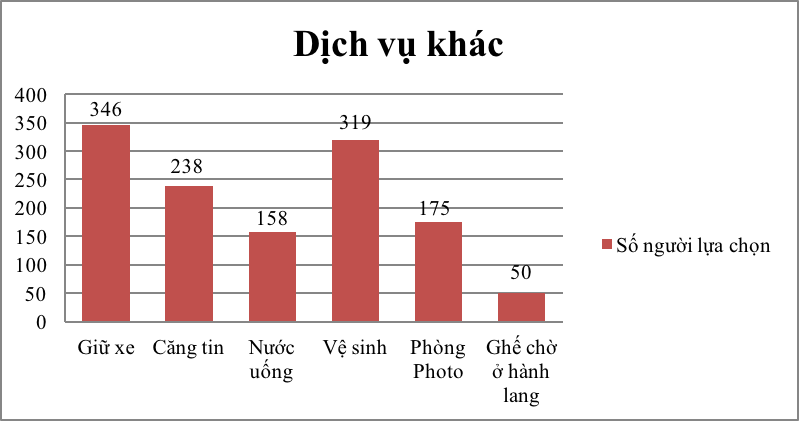 Dịch vụ khác
400
350
300
250
200
150
100
50
0
346
238
158
319
175
50
Giữ xe
Căng tin
Nước
uống
Vệ sinh
Phòng
Photo
Ghế chờ
ở hành
lang
Số người lựa chọn